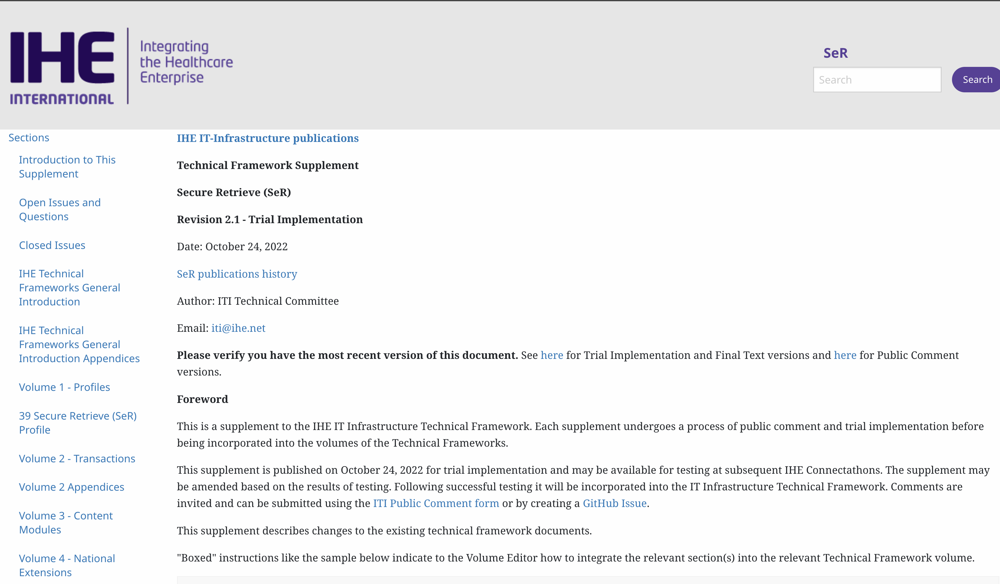 IHE
INTERNATIONAL
Integrating
the Healthcare
Enterprise
SeR
Search
Search
Sections
Introduction to This
Supplement
Open Issues and
Questions
Closed Issues
IHE Technical
Frameworks General
Introduction
IHE Technical
Frameworks General
Introduction Appendices
Volume 1 - Profiles
39 Secure Retrieve (SeR)
Profile
Volume 2 - Transactions
Volume 2 Appendices
Volume 3 - Content
Modules
Volume 4 - National
Extensions
IHE IT-Infrastructure publications
Technical Framework Supplement
Secure Retrieve (SeR)
Revision 2.1 - Trial Implementation
Date: October 24, 2022
SeR publications history
Author: ITI Technical Committee
Email: iti@ihe.net
Please verify you have the most recent version of this document. See here for Trial Implementation and Final Text versions and here for Public Comment
versions.
Foreword
This is a supplement to the IHE IT Infrastructure Technical Framework. Each supplement undergoes a process of public comment and trial implementation before
being incorporated into the volumes of the Technical Frameworks.
This supplement is published on October 24, 2022 for trial implementation and may be available for testing at subsequent IHE Connectathons. The supplement may
be amended based on the results of testing. Following successful testing it will be incorporated into the IT Infrastructure Technical Framework. Comments are
invited and can be submitted using the ITI Public Comment form or by creating a GitHub Issue.
This supplement describes changes to the existing technical framework documents.
"Boxed" instructions like the sample below indicate to the Volume Editor how to integrate the relevant section(s) into the relevant Technical Framework volume.